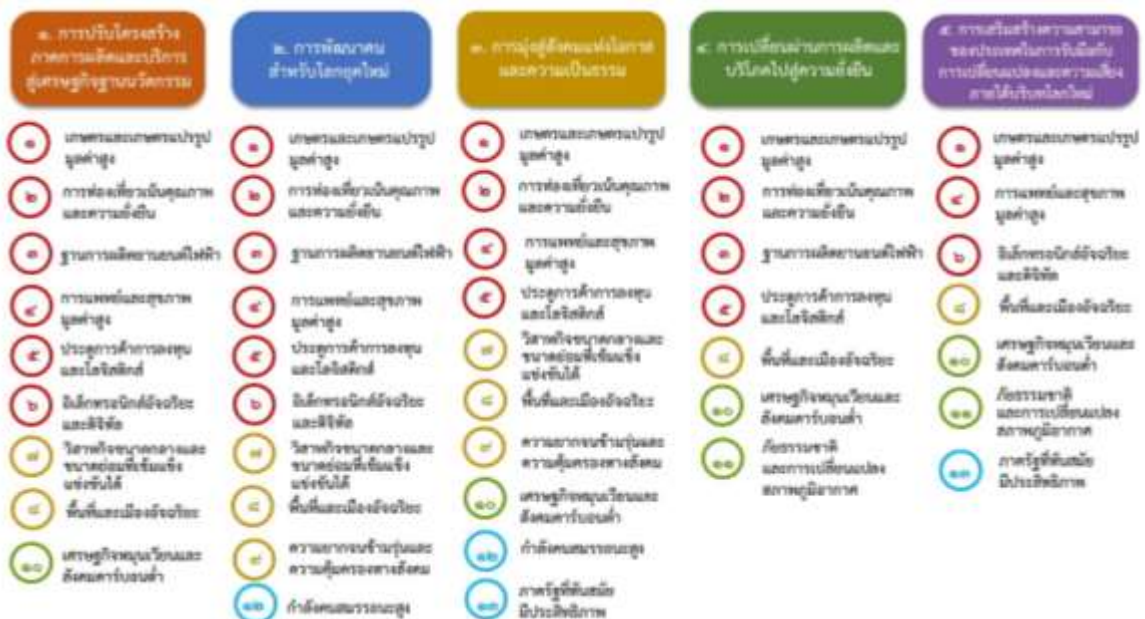 ๑. การปรับโครงสร้าง
ภาคการผลิตและบริการ
สู่เศรษฐกิจฐานนวัตกรรม
๑
เกษตรและเกษตรแปรรูป
มูลค่าสูง
๒
การท่องเที่ยวเน้นคุณภาพ
และความยั่งยืน
๓
ฐานการผลิตยานยนต์ไฟฟ้า
๔
การแพทย์และสุขภาพ
มูลค่าสูง
๕
ประตูการค้าการลงทุน
และโลจิสติกส์
๖
อิเล็กทรอนิกส์อัจฉริยะ
และดิจิทัล
๗
วิสาหกิจขนาดกลางและ
ขนาดย่อมที่เข้มแข็ง
แข่งขันได้
๘
พื้นที่และเมืองอัจฉริยะ
๑๐
เศรษฐกิจหมุนเวียนและ
สังคมคาร์บอนต่ำ
๒. การพัฒนาคน
สำหรับโลกยุคใหม่
๑
เกษตรและเกษตรแปรรูป
มูลค่าสูง
๒
การท่องเที่ยวเน้นคุณภาพ
และความยั่งยืน
๓
ฐานการผลิตยานยนต์ไฟฟ้า
๔
การแพทย์และสุขภาพ
มูลค่าสูง
๕
ประตูการค้าการลงทุน
และโลจิสติกส์
๖
อิเล็กทรอนิกส์อัจฉริยะ
และดิจิทัล
๗
วิสาหกิจขนาดกลางและ
ขนาดย่อมที่เข้มแข็ง
แข่งขันได้
๘
พื้นที่และเมืองอัจฉริยะ
๙
ความยากจนข้ามรุ่นและ
ความคุ้มครองทางสังคม
๑๒
กำลังคนสมรรถนะสูง
๓. การมุ่งสู่สังคมแห่งโอกาส
และความเป็นธรรม
๑
เกษตรและเกษตรแปรรูป
มูลค่าสูง
๒
การท่องเที่ยวเน้นคุณภาพ
และความยั่งยืน
๔
การแพทย์และสุขภาพ
มูลค่าสูง
๕
ประตูการค้าการลงทุน
และโลจิสติกส์
๗
วิสาหกิจขนาดกลางและ
ขนาดย่อมที่เข้มแข็ง
แข่งขันได้
๘
พื้นที่และเมืองอัจฉริยะ
๙
ความยากจนข้ามรุ่นและ
ความคุ้มครองทางสังคม
๑๐
เศรษฐกิจหมุนเวียนและ
สังคมคาร์บอนต่ำ
๑๒
กำลังคนสมรรถนะสูง
๑๓
ภาครัฐที่ทันสมัย
มีประสิทธิภาพ
๔. การเปลี่ยนผ่านการผลิตและ
บริโภคไปสู่ความยั่งยืน
๑
เกษตรและเกษตรแปรรูป
มูลค่าสูง
๒
การท่องเที่ยวเน้นคุณภาพ
และความยั่งยืน
๓
ฐานการผลิตยานยนต์ไฟฟ้า
๕
ประตูการค้าการลงทุน
และโลจิสติกส์
๘
พื้นที่และเมืองอัจฉริยะ
๑๐
เศรษฐกิจหมุนเวียนและ
สังคมคาร์บอนต่ำ
๑๑
ภัยธรรมชาติ
และการเปลี่ยนแปลง
สภาพภูมิอากาศ
๕. การเสริมสร้างความสามารถ
ของประเทศในการรับมือกับ
การเปลี่ยนแปลงและความเสี่ยง
ภายใต้บริบทโลกใหม่
๑
เกษตรและเกษตรแปรรูป
มูลค่าสูง
๔
การแพทย์และสุขภาพ
มูลค่าสูง
๖
อิเล็กทรอนิกส์อัจฉริยะ
และดิจิทัล
๘
พื้นที่และเมืองอัจฉริยะ
๑๐
เศรษฐกิจหมุนเวียนและ
สังคมคาร์บอนต่ำ
๑๑
ภัยธรรมชาติ
และการเปลี่ยนแปลง
สภาพภูมิอากาศ
๑๓
ภาครัฐที่ทันสมัย
มีประสิทธิภาพ